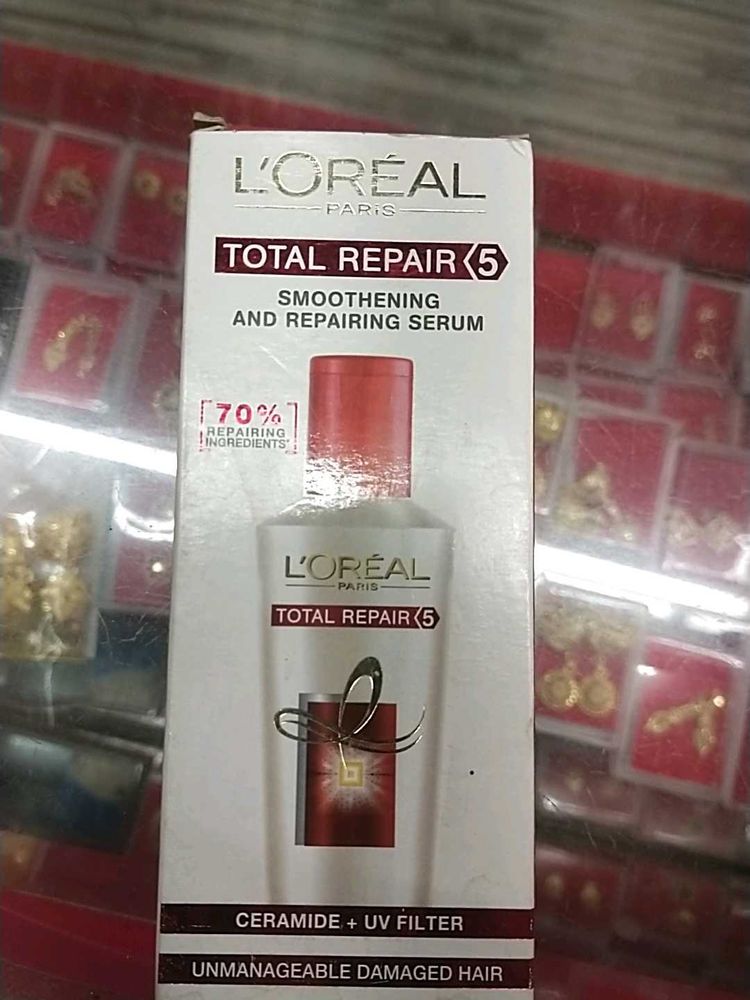 L'ORÉAL
PARIS
TOTAL REPAIR 5
SMOOTHENING
AND REPAIRING SERUM
70%
REPAIRING
INGREDIENTS*
L'ORÉAL
PARIS
TOTAL REPAIR 5
CERAMIDE + UV FILTER
UNMANAGEABLE DAMAGED HAIR